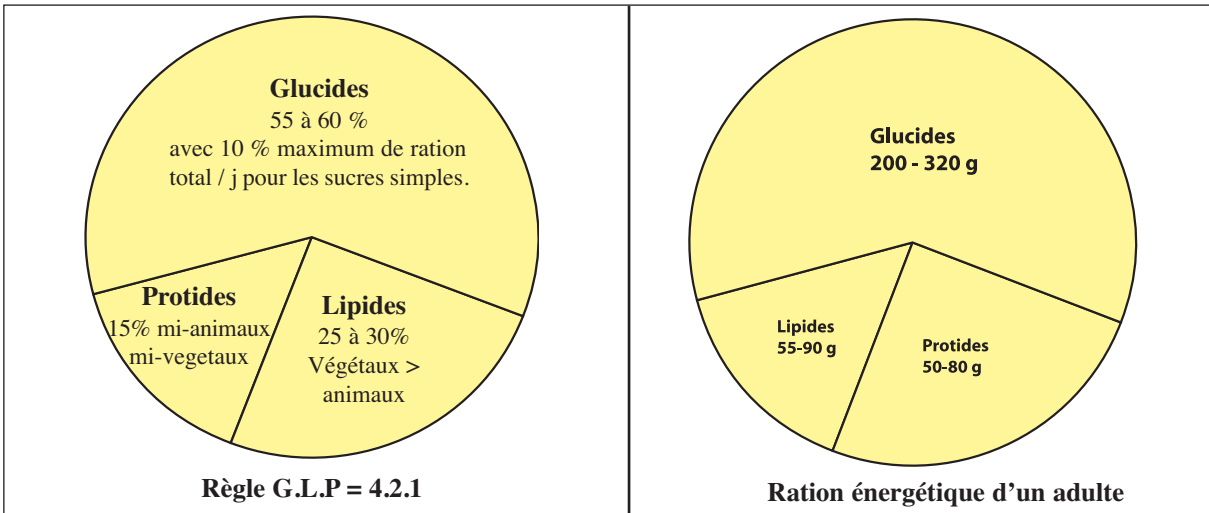 Glucides
55 à 60 %
avec 10 % maximum de ration
total / j pour les sucres simples.
Protides
15% mi-animaux
mi-vegetaux
Lipides
25 à 30%
Végétaux >
animaux
Règle G.L.P = 4.2.1
Glucides
200 - 320 g
Lipides
55-90 g
Protides
50-80 g
Ration énergétique d'un adulte